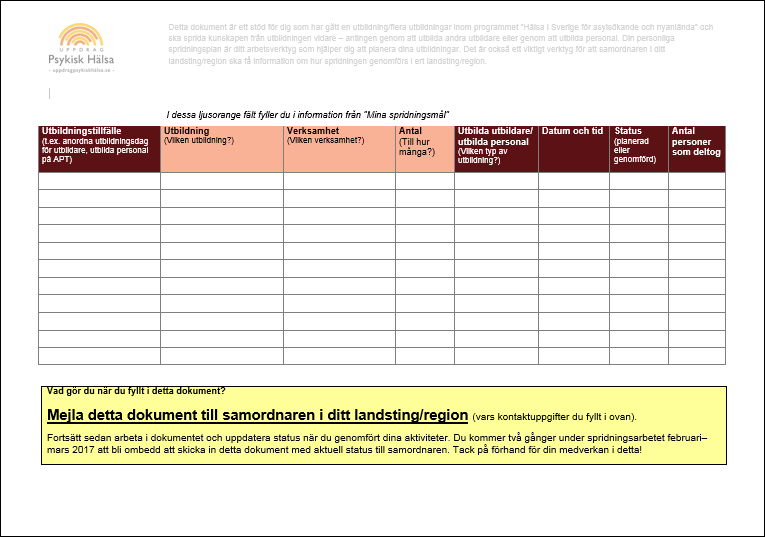 UPPDRAG
Psykisk Hälsa
- uppdragpsykiskhälsa.se -
Detta dokument är ett stöd för dig som har gått en utbildning/flera utbildningar inom programmet "Hälsa i Sverige för asylsökande och nyanlända" och
ska sprida kunskapen från utbildningen vidare – antingen genom att utbilda andra utbildare eller genom att utbilda personal. Din personliga
spridningsplan är ditt arbetsverktyg som hjälper dig att planera dina utbildningar. Det är också ett viktigt verktyg för att samordnaren i ditt
landsting/region ska få information om hur spridningen genomförs i ert landsting/region.
I dessa ljusorange fält fyller du i information från "Mina spridningsmål"
Utbildningstillfälle
(t.ex. anordna utbildningsdag
för utbildare, utbilda personal
på APT)
Utbildning
(Vilken utbildning?)
Verksamhet
(Vilken verksamhet?)
Antal
(Till hur
många?)
Utbilda utbildare/
utbilda personal
(Vilken typ av
utbildning?)
Datum och tid
Status
(planerad
eller
genomförd)
Antal
personer
som deltog
Vad gör du när du fyllt i detta dokument?
Mejla detta dokument till samordnaren i ditt landsting/region (vars kontaktuppgifter du fyllt i ovan).
Fortsätt sedan arbeta i dokumentet och uppdatera status när du genomfört dina aktiviteter. Du kommer två gånger under spridningsarbetet februari–
mars 2017 att bli ombedd att skicka in detta dokument med aktuell status till samordnaren. Tack på förhand för din medverkan i detta!